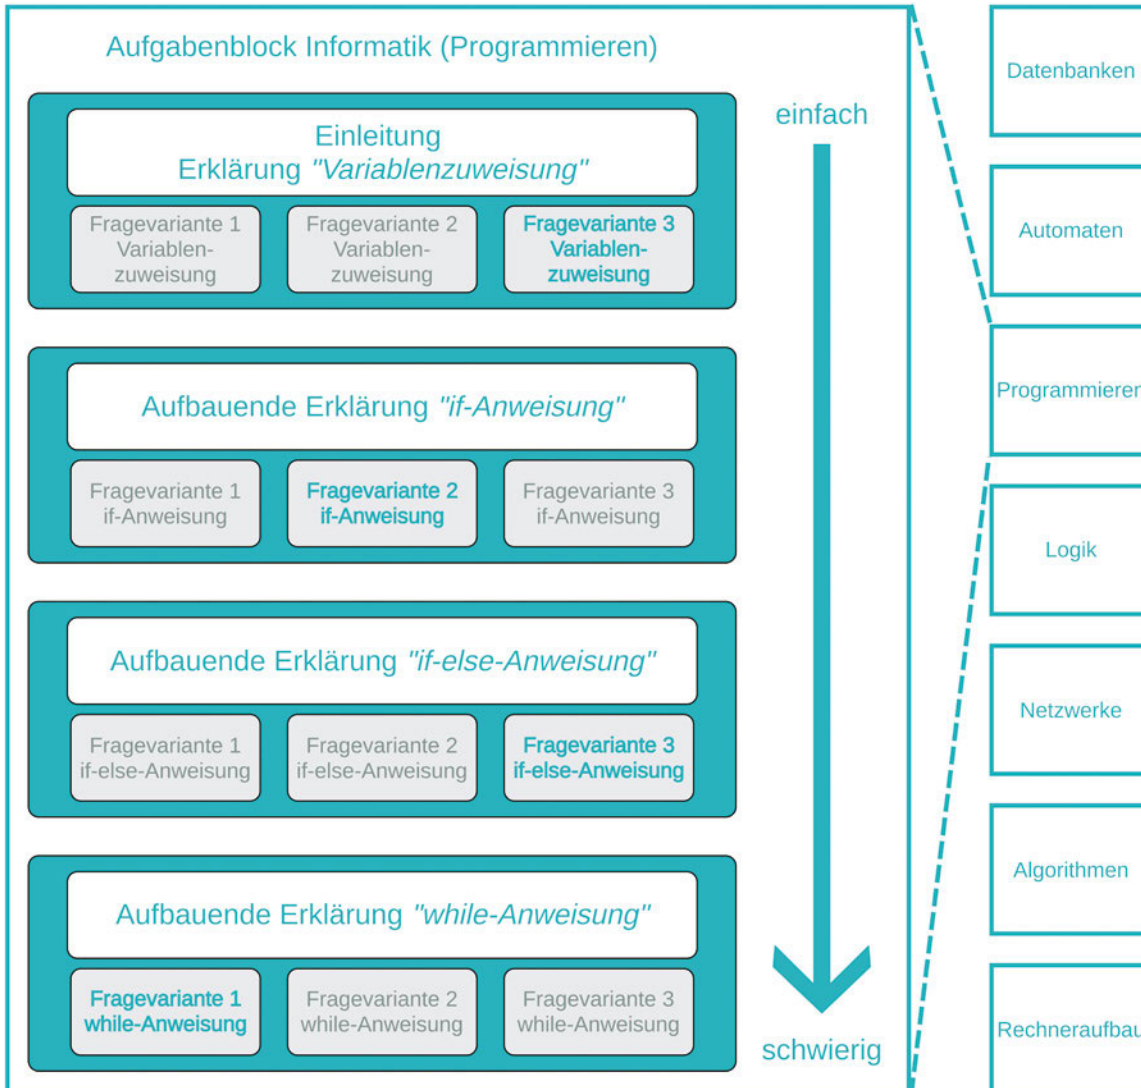 Aufgabenblock Informatik (Programmieren)
einfach
Einleitung
Erklärung "Variablenzuweisung"
Fragevariante 1
Variablen-
zuweisung
Fragevariante 2
Variablen-
zuweisung
Fragevariante 3
Variablen-
zuweisung
Aufbauende Erklärung "if-Anweisung"
Fragevariante 1
if-Anweisung
Fragevariante 2
if-Anweisung
Fragevariante 3
if-Anweisung
Aufbauende Erklärung "if-else-Anweisung"
Fragevariante 1
if-else-Anweisung
Fragevariante 2
if-else-Anweisung
Fragevariante 3
if-else-Anweisung
Aufbauende Erklärung "while-Anweisung"
Fragevariante 1
while-Anweisung
Fragevariante 2
while-Anweisung
Fragevariante 3
while-Anweisung
schwierig
Datenbanken
Automaten
Programmieren
Logik
Netzwerke
Algorithmen
Rechneraufbau